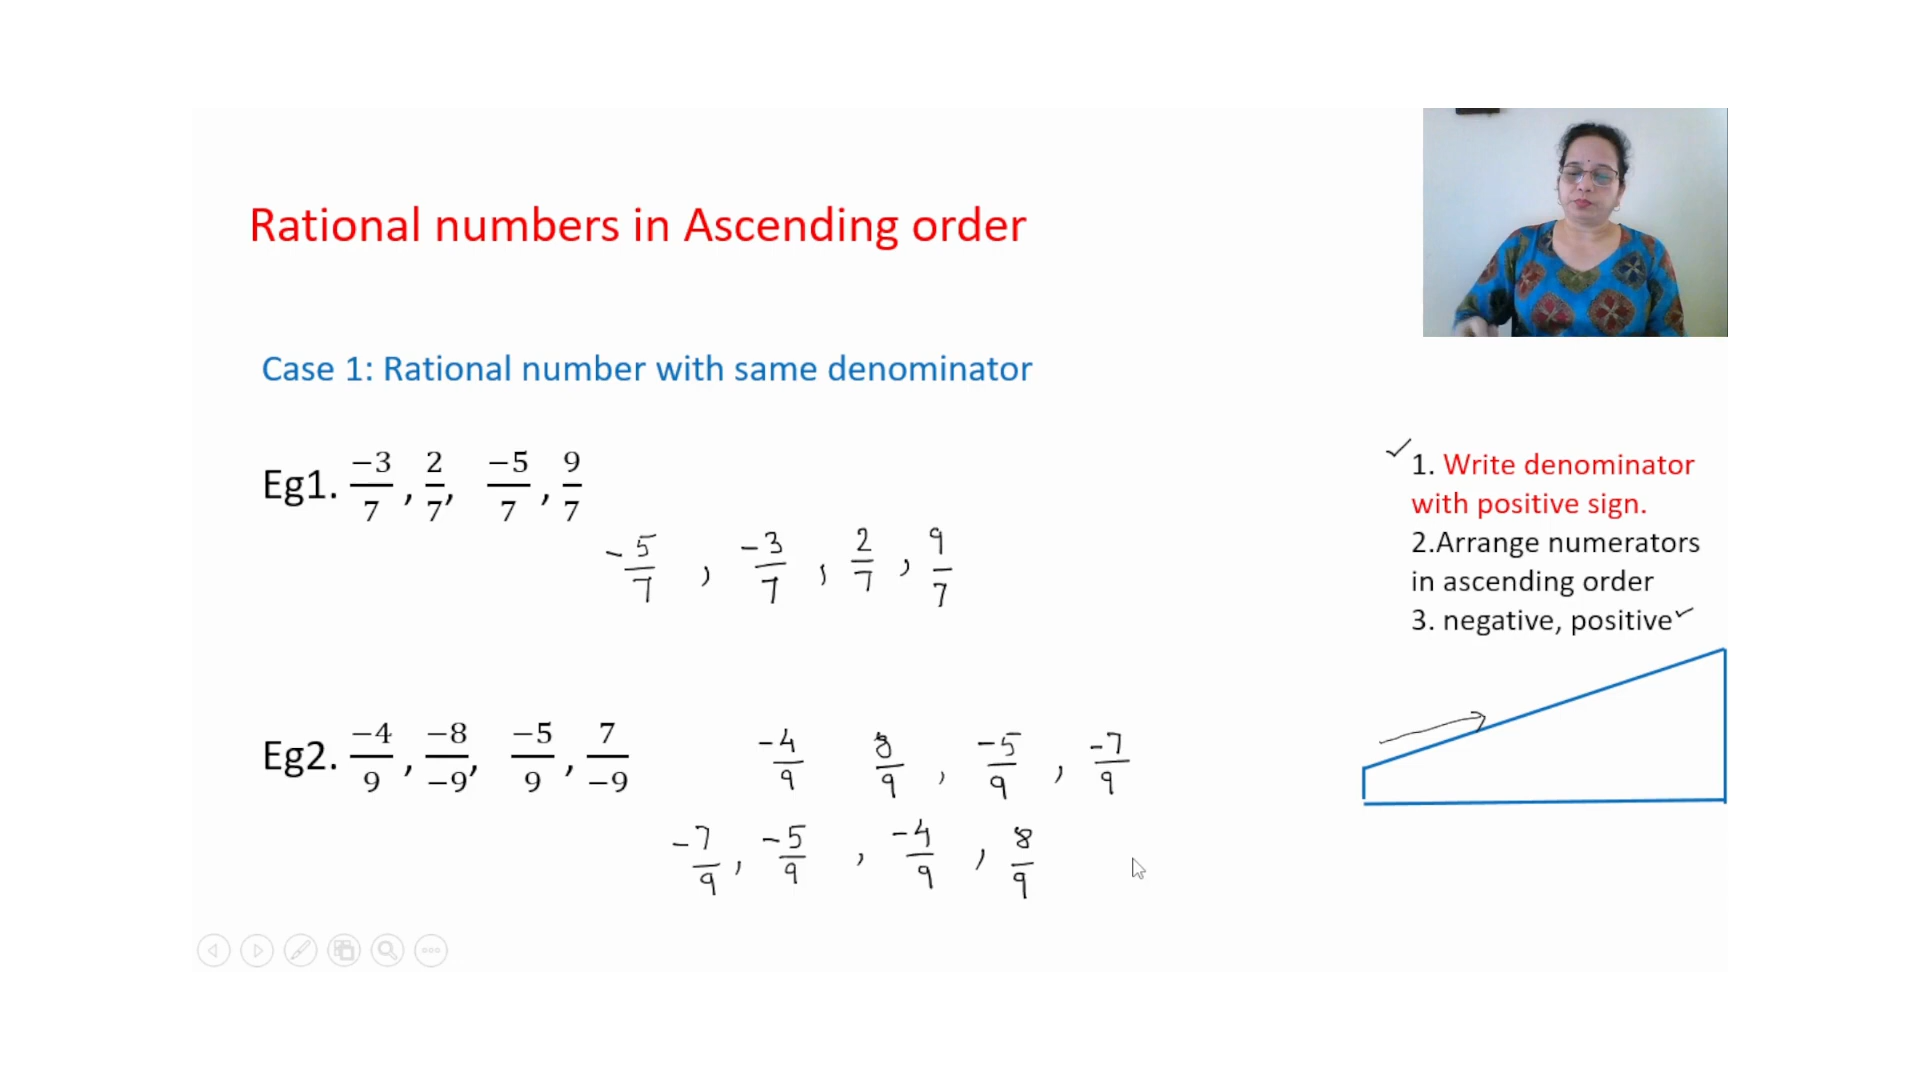 Rational numbers in Ascending order
Case 1: Rational number with same denominator
Eg1. −3/7 , 2/7, −5/7 , 9/7
-5/7 , -3/7 , 2/7 , 9/7
Eg2. −4/9 , −8/−9, −5/9 , 7/−9
-4/9 8/9 , -5/9 , -7/9
-7/9 , -5/9 , -4/9 , 8/9
1. Write denominator
with positive sign.
2.Arrange numerators
in ascending order
3. negative, positive